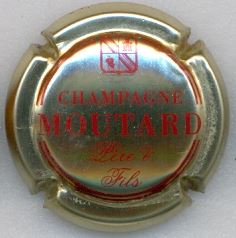 CHAMPAGNE
MOUTARD
Père &
Fils